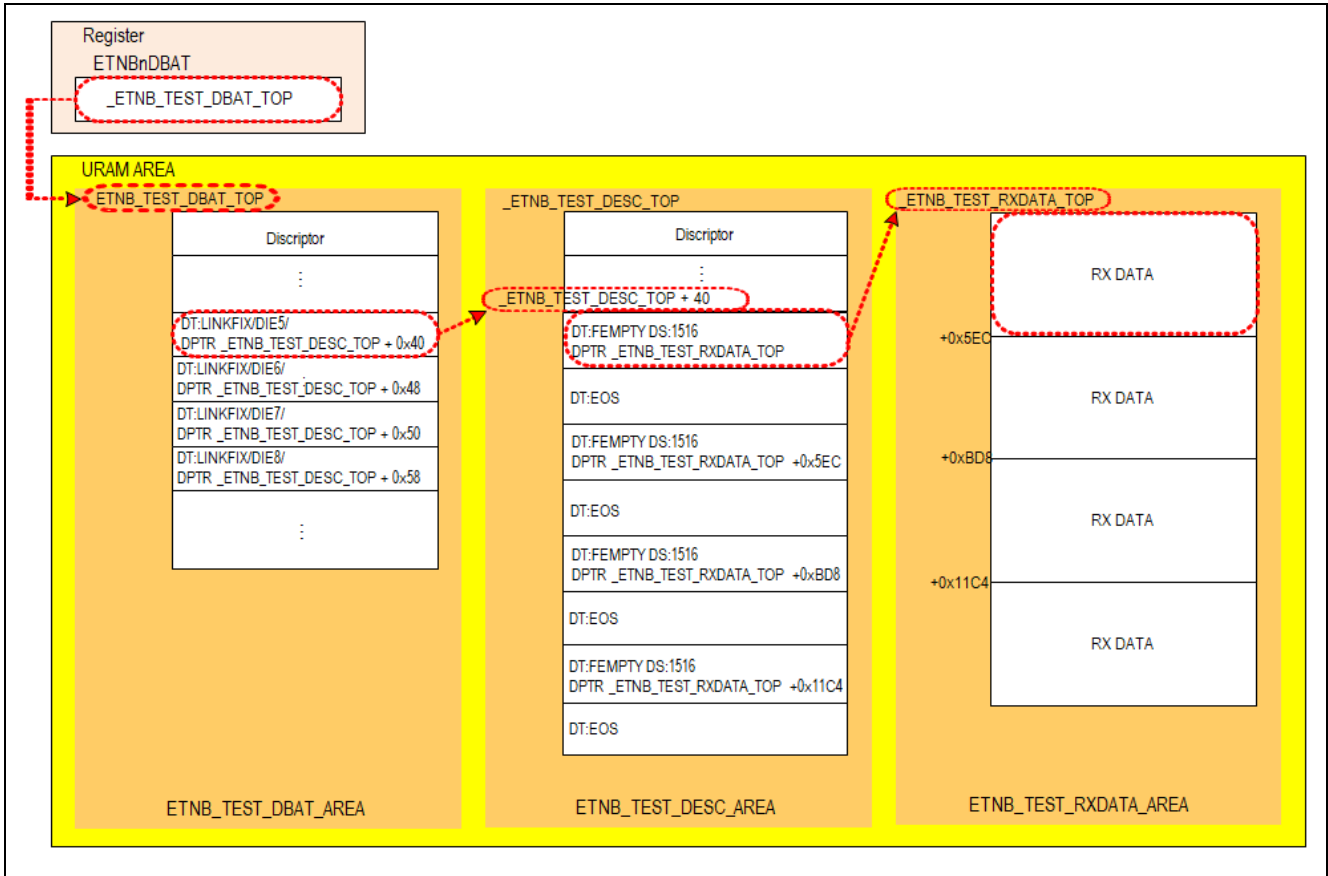 Register
ETNBnDBAT
_ETNB_TEST_DBAT_TOP
URAM AREA
_ETNB_TEST_DBAT_TOP
Discriptor
⋮
DT:LINKFIX/DIE5/
DPTR _ETNB_TEST_DESC_TOP + 0x40
DT:LINKFIX/DIE6/
DPTR _ETNB_TEST_DESC_TOP + 0x48
DT:LINKFIX/DIE7/
DPTR _ETNB_TEST_DESC_TOP + 0x50
DT:LINKFIX/DIE8/
DPTR _ETNB_TEST_DESC_TOP + 0x58
⋮
ETNB_TEST_DBAT_AREA
_ETNB_TEST_DESC_TOP
Discriptor
⋮
_ETNB_TEST_DESC_TOP + 40
DT:FEMPTY DS:1516
DPTR _ETNB_TEST_RXDATA_TOP
DT:EOS
DT:FEMPTY DS:1516
DPTR _ETNB_TEST_RXDATA_TOP +0x5EC
DT:EOS
DT:FEMPTY DS:1516
DPTR _ETNB_TEST_RXDATA_TOP +0xBD8
DT:EOS
DT:FEMPTY DS:1516
DPTR _ETNB_TEST_RXDATA_TOP +0x11C4
DT:EOS
ETNB_TEST_DESC_AREA
_ETNB_TEST_RXDATA_TOP
RX DATA
+0x5EC
RX DATA
+0xBD8
RX DATA
+0x11C4
RX DATA
ETNB_TEST_RXDATA_AREA